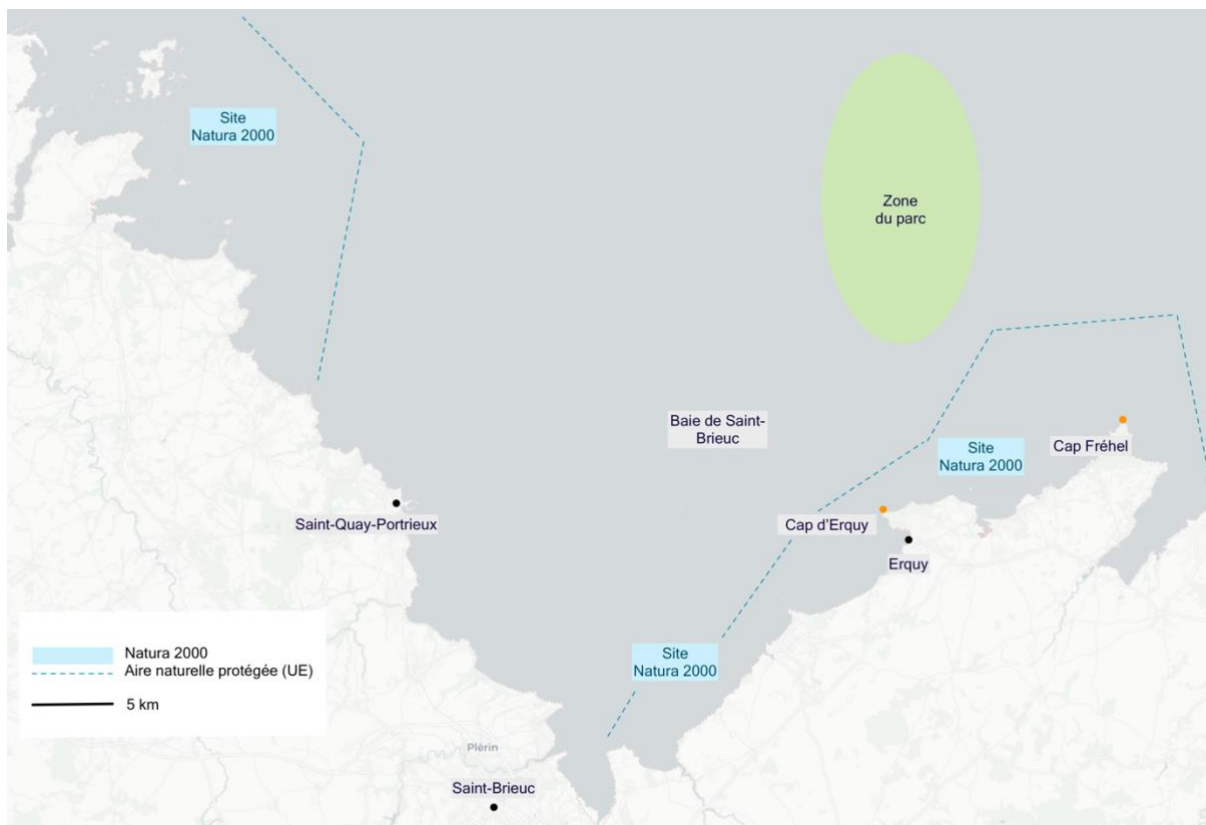 Site
Natura 2000
Zone
du parc
Baie de Saint-
Brieuc
Cap Fréhel
Site
Natura 2000
Saint-Quay-Portrieux
Cap d'Erquy
Erquy
Site
Natura 2000
Natura 2000
Aire naturelle protégée (UE)
5 km
Plérin
Saint-Brieuc